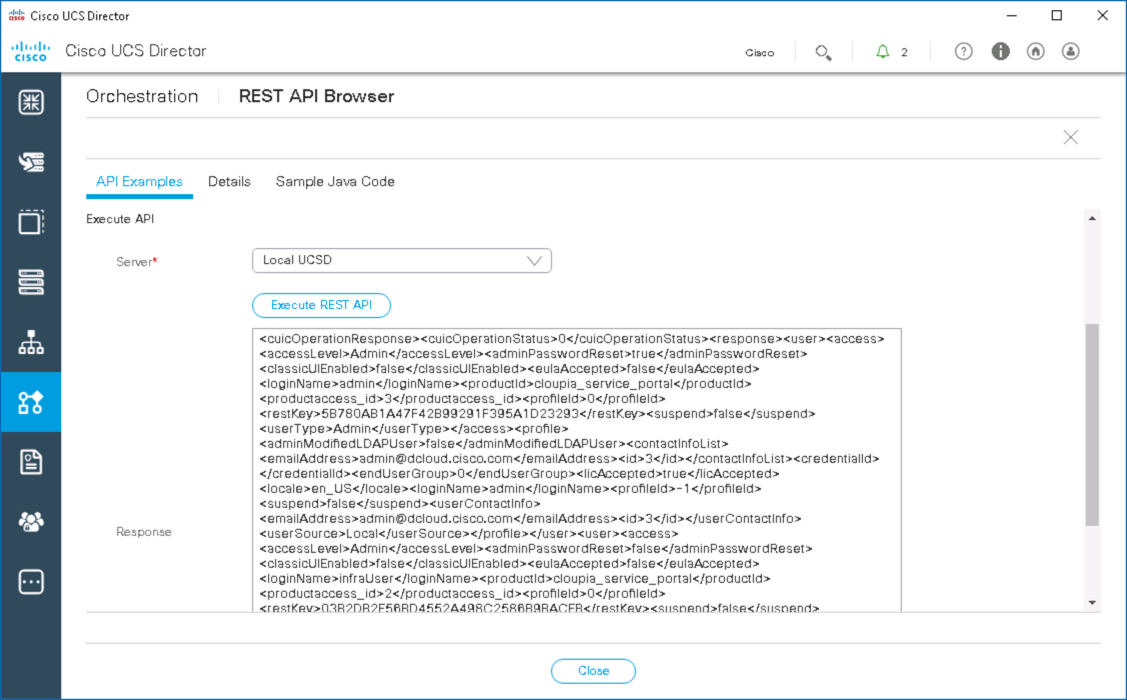 Cisco UCS Director
Cisco UCS Director
Cisco
2
Orchestration
REST API Browser
API Examples
Details
Sample Java Code
Execute API
Server*
Local UCSD
Execute REST API
<cuicOperationResponse><cuicOperationStatus>0</cuicOperationStatus><response><user><access>
<accessLevel>Admin</accessLevel><adminPasswordReset>true</adminPasswordReset>
<classicUIEnabled>false</classicUIEnabled><eulaAccepted>false</eulaAccepted>
<loginName>admin</loginName><productId>cloupia_service_portal</productId>
<productaccess_id>3</productaccess_id><profileId>0</profileId>
<restKey>5B780AB1A47F42B99291F395A1D23293</restKey><suspend>false</suspend>
<userType>Admin</userType></access><profile>
<adminModifiedLDAPUser>false</adminModifiedLDAPUser><contactInfoList>
<emailAddress>admin@dcloud.cisco.com</emailAddress><id>3</id></contactInfoList><credentialId>
</credentialId><endUserGroup>0</endUserGroup><licAccepted>true</licAccepted>
<locale>en_US</locale><loginName>admin</loginName><profileId>-1</profileId>
<suspend>false</suspend><userContactInfo>
<emailAddress>admin@dcloud.cisco.com</emailAddress><id>3</id></userContactInfo>
<userSource>Local</userSource></profile></user><user><access>
<accessLevel>Admin</accessLevel><adminPasswordReset>false</adminPasswordReset>
<classicUIEnabled>false</classicUIEnabled><eulaAccepted>false</eulaAccepted>
<loginName>infraUser</loginName><productId>cloupia_service_portal</productId>
<productaccess_id>2</productaccess_id><profileId>0</profileId>
<restKey>03B2DB2F56BD4552A498C2586B9BACFB</restKey><suspend>false</suspend>
Response
Close